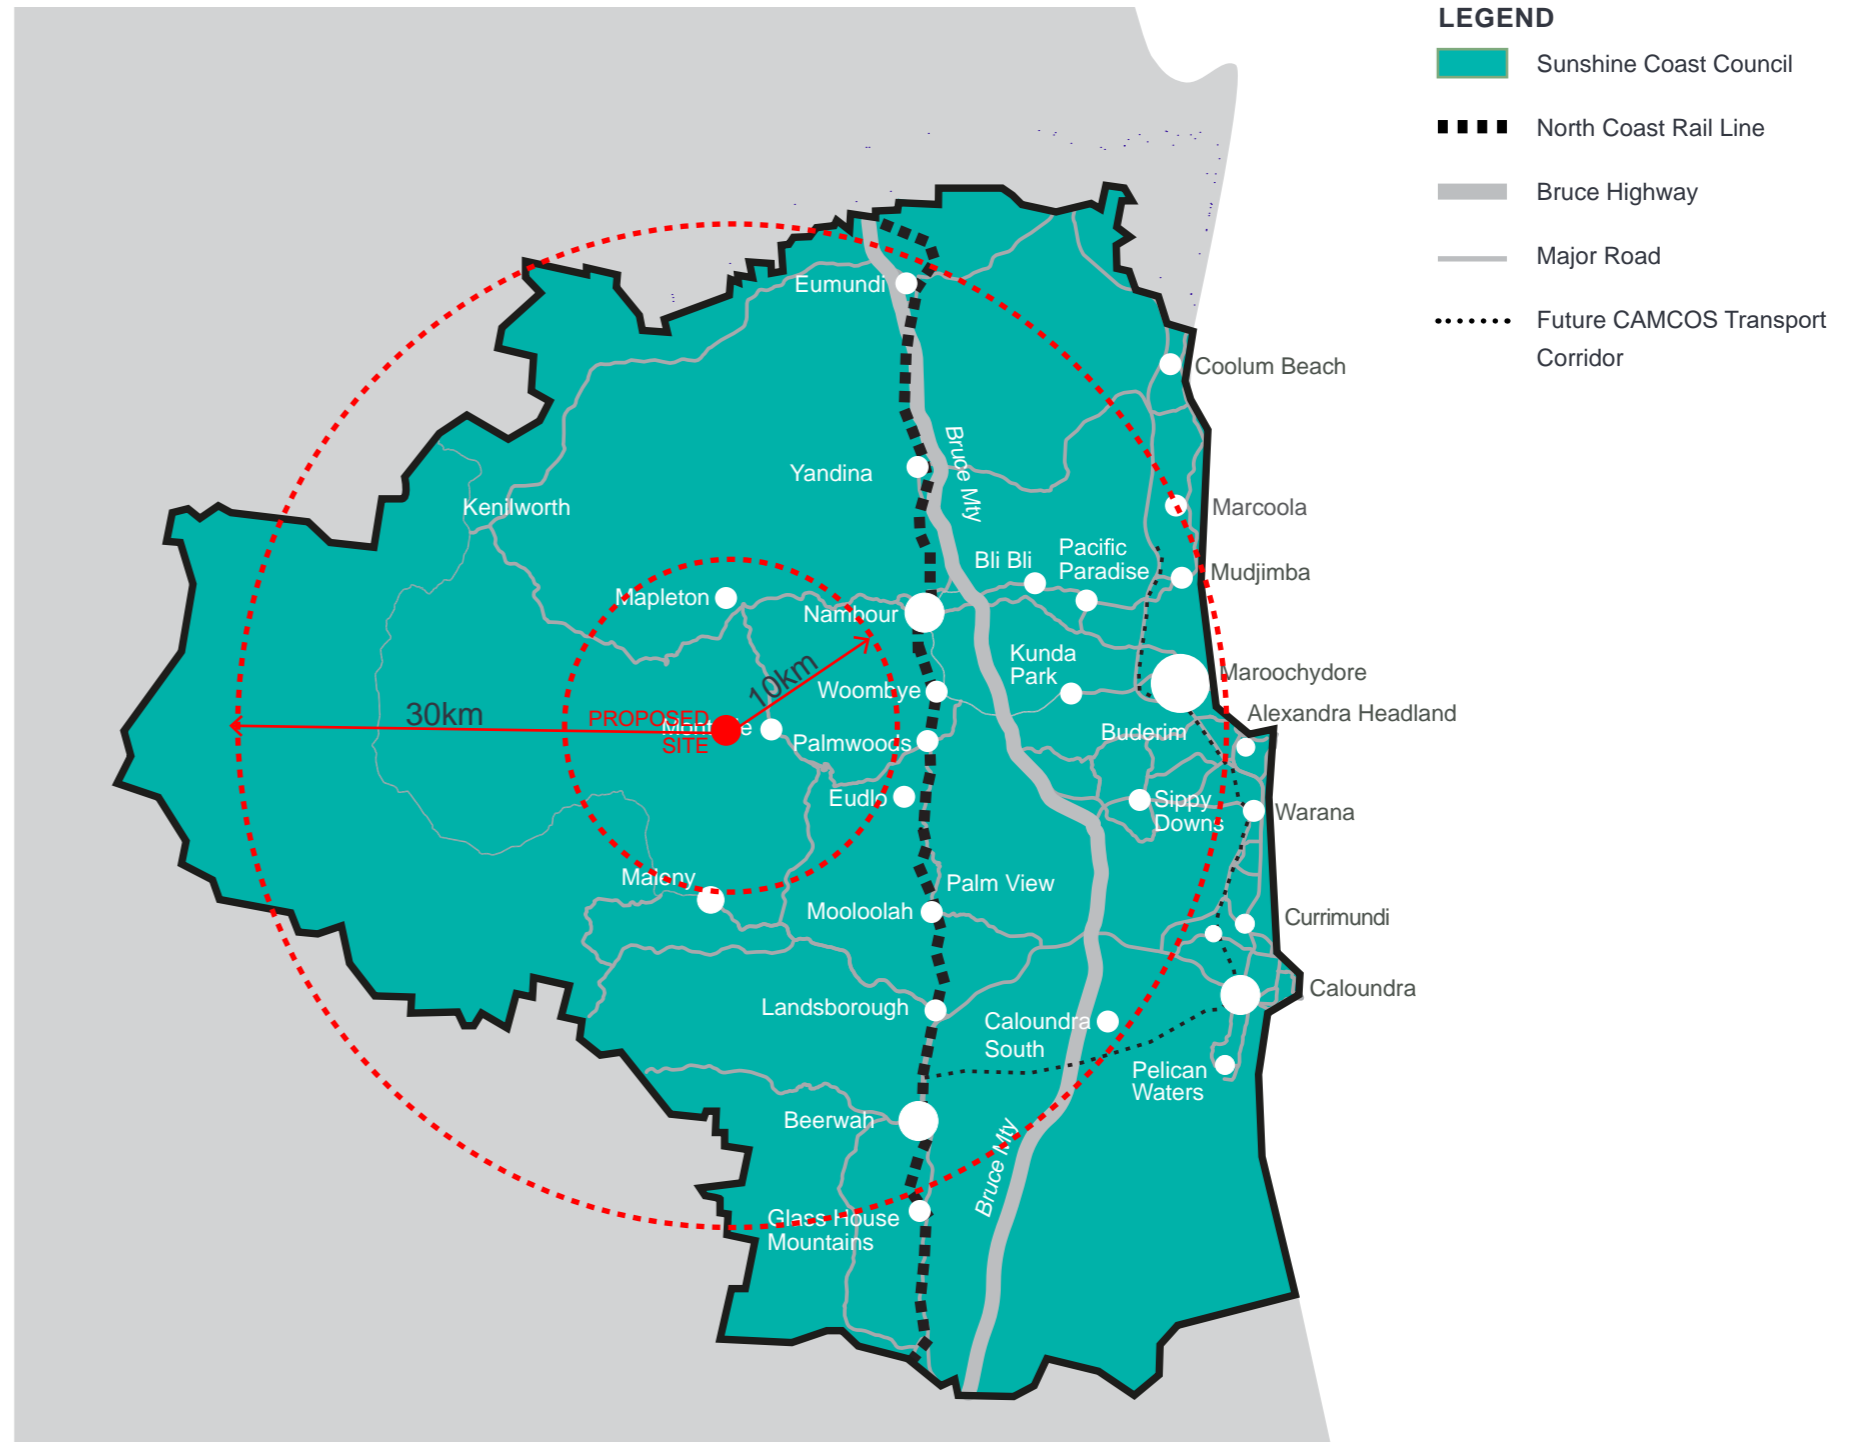 LEGEND
Sunshine Coast Council
North Coast Rail Line
Bruce Highway
Major Road
Future CAMCOS Transport
Corridor
Eumundi
Coolum Beach
Bruce Mty
Yandina
Kenilworth
Marcoola
Bli Bli
Pacific
Paradise
Mudjimba
Mapleton
Nambour
Kunda
Park
Maroochydore
10km
Woombye
30km
PROPOSED
SITE
Alexandra Headland
Buderim
Palmwoods
Eudlo
Sippy
Downs
Warana
Maleny
Palm View
Mooloolah
Currimundi
Caloundra
Landsborough
Caloundra
South
Pelican
Waters
Beerwah
Bruce Mty
Glass House
Mountains